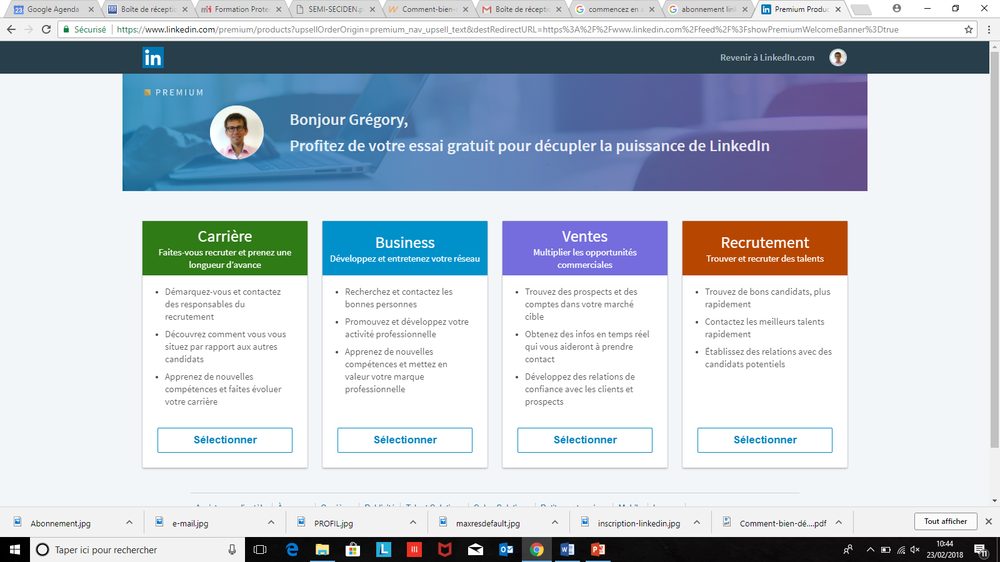 Google Agenda
Boîte de réceptio
Formation Prote
SEMI-SECIDEN.p
Comment-bien-
Boîte de réceptio
commencez en a
abonnement link
Premium Produc
Sécurisé
https://www.linkedin.com/premium/products?upsellOrderOrigin=premium_nav_upsell_text&destRedirectURL=https%3A%2F%2Fwww.linkedin.com%2Ffeed%2F%3FshowPremiumWelcomeBanner%3Dtrue
in
Revenir à LinkedIn.com
PREMIUM
Bonjour Grégory,
Profitez de votre essai gratuit pour décupler la puissance de LinkedIn
Carrière
Faites-vous recruter et prenez une
longueur d'avance
• Démarquez-vous et contactez
des responsables du
recrutement
• Découvrez comment vous vous
situez par rapport aux autres
candidats
• Apprenez de nouvelles
compétences et faites évoluer
votre carrière
Sélectionner
Business
Développez et entretenez votre réseau
• Recherchez et contactez les
bonnes personnes
• Promouvez et développez votre
activité professionnelle
• Apprenez de nouvelles
compétences et mettez en
valeur votre marque
professionnelle
Sélectionner
Ventes
Multiplier les opportunités
commerciales
• Trouvez des prospects et des
comptes dans votre marché
cible
• Obtenez des infos en temps réel
qui vous aideront à prendre
contact
• Développez des relations de
confiance avec les clients et
prospects
Sélectionner
Recrutement
Trouver et recruter des talents
• Trouvez de bons candidats, plus
rapidement
• Contactez les meilleurs talents
rapidement
• Établissez des relations avec des
candidats potentiels
Sélectionner
Abonnement.jpg
e-mail.jpg
PROFIL.jpg
maxresdefault.jpg
inscription-linkedin.jpg
Comment-bien-dé....pdf
Tout afficher
Taper ici pour rechercher
10:44
23/02/2018
11